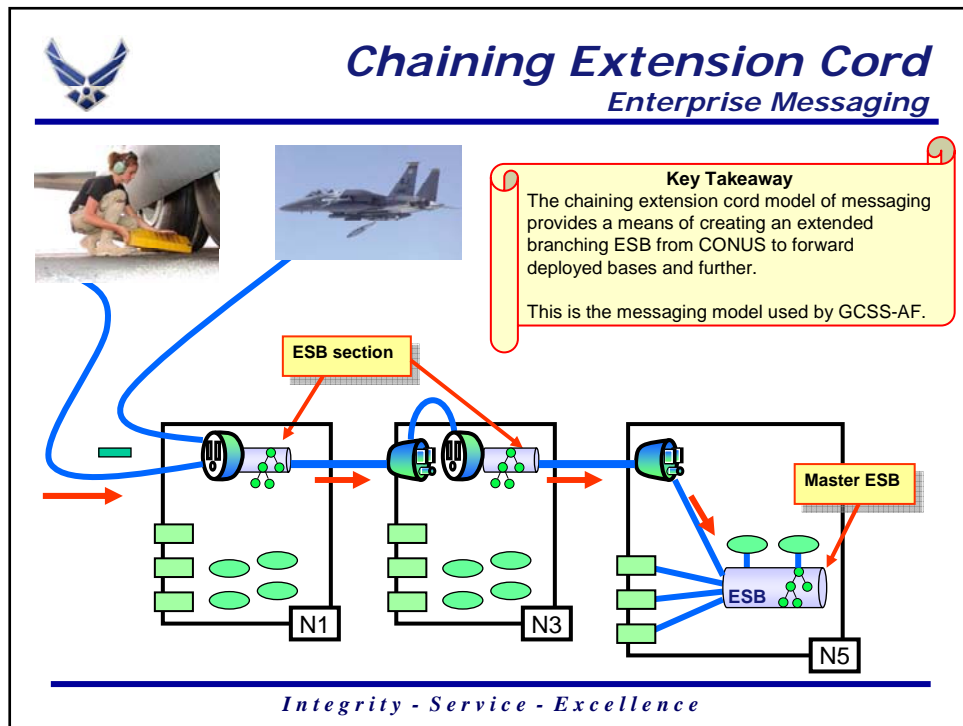 Chaining Extension Cord
Enterprise Messaging
Key Takeaway
The chaining extension cord model of messaging
provides a means of creating an extended
branching ESB from CONUS to forward
deployed bases and further.
This is the messaging model used by GCSS-AF.
ESB section
Master ESB
ESB
N1
N3
N5
Integrity - Service - Excellence